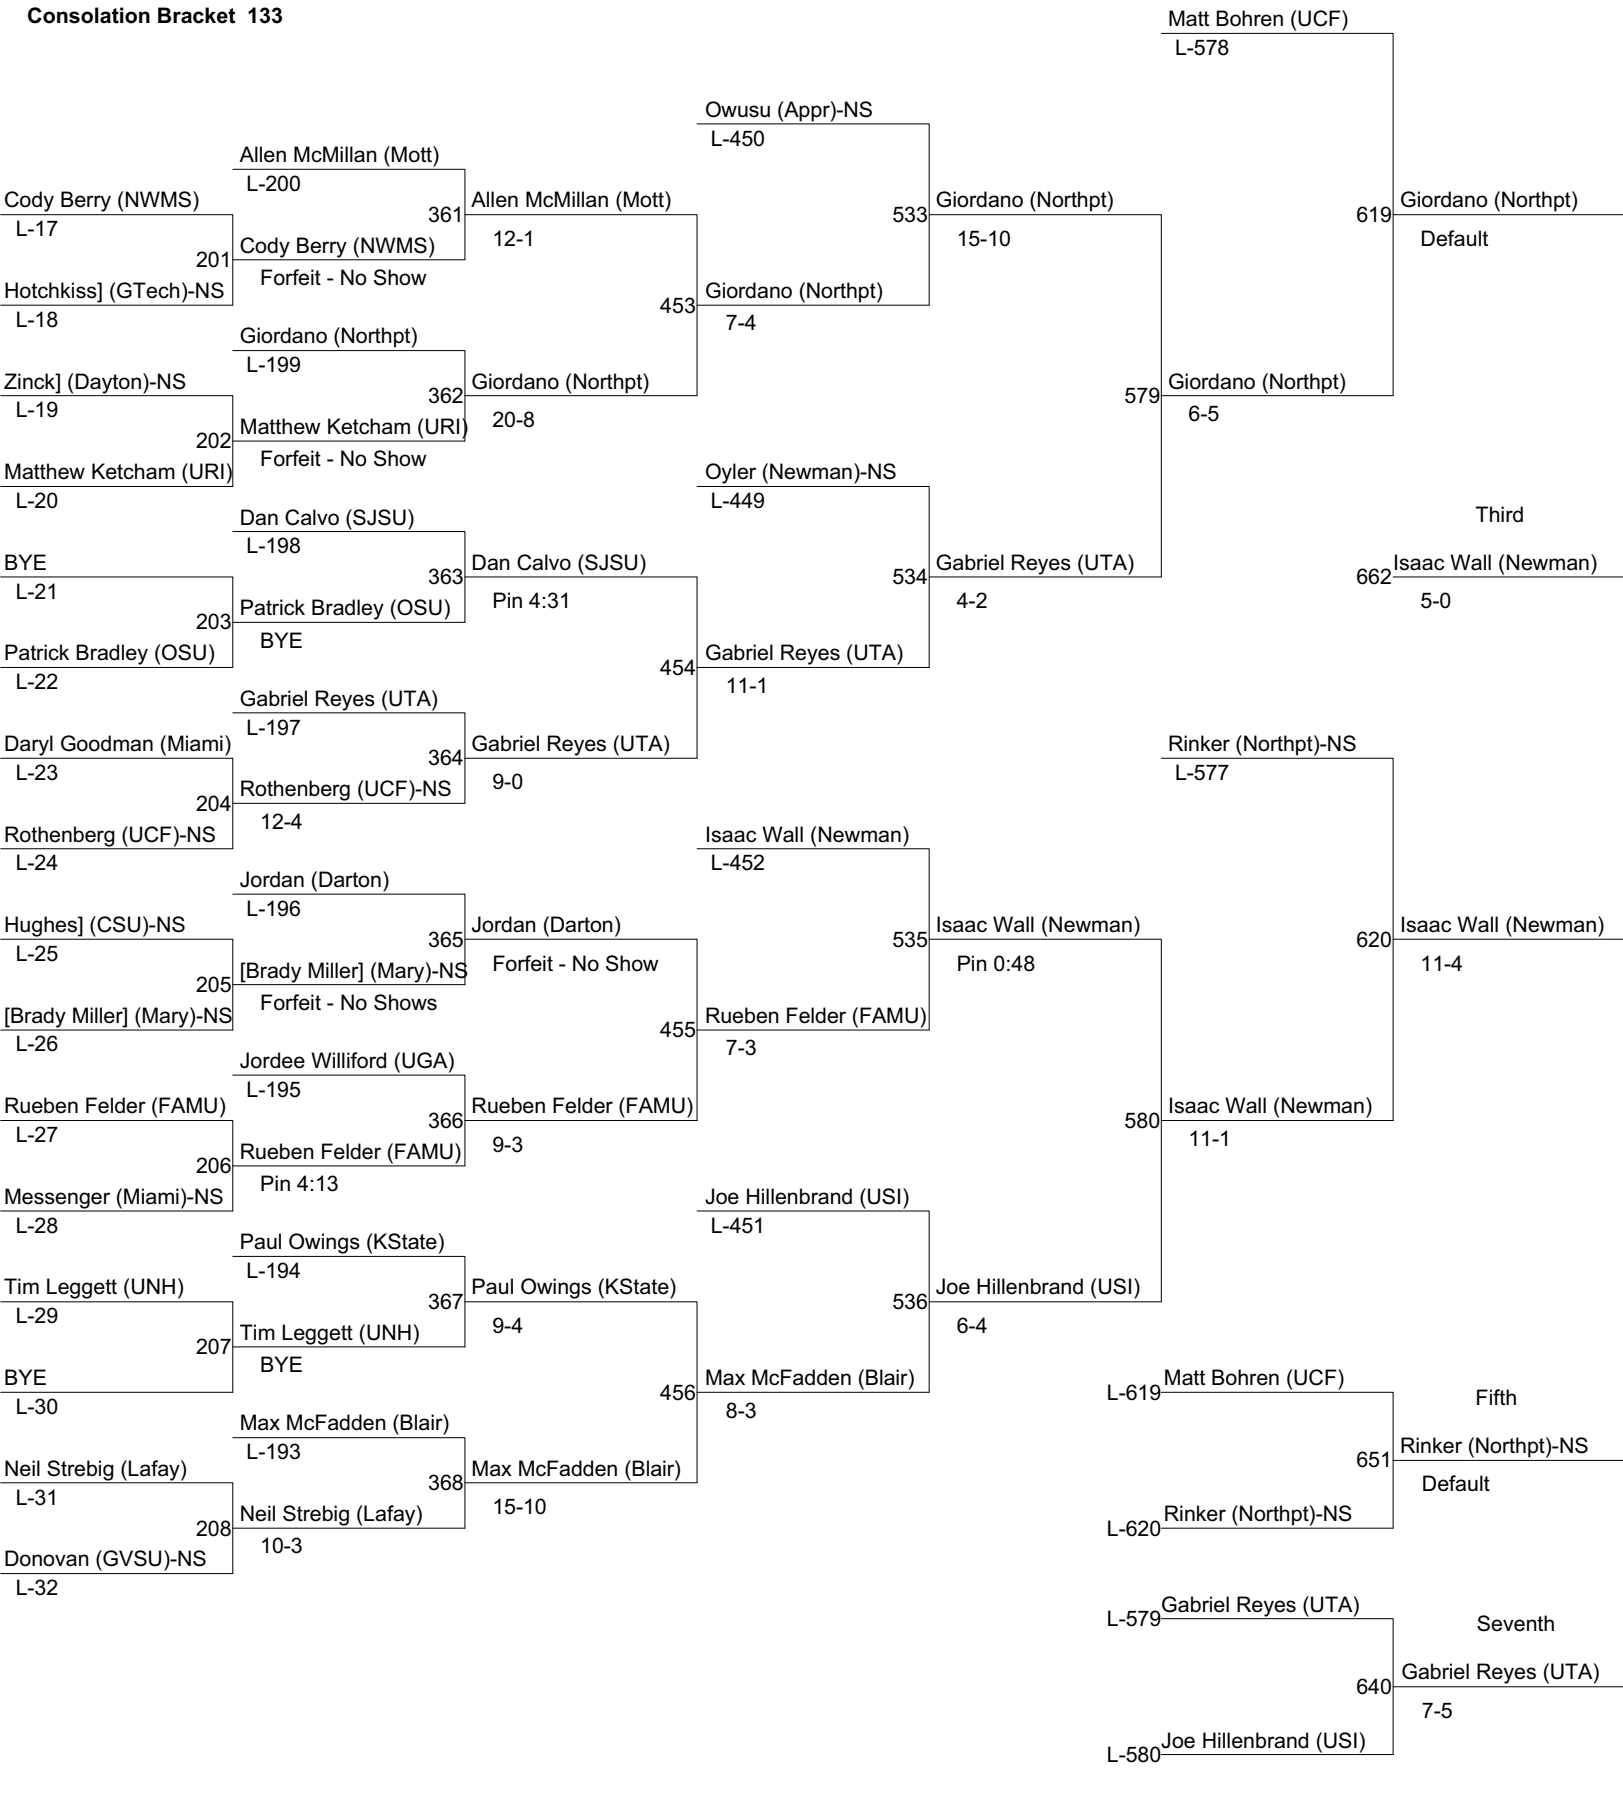 Consolation Bracket 133
Cody Berry (NWMS)
L-17
201
Hotchkiss] (GTech)-NS
L-18
Zinck] (Dayton)-NS
L-19
202
Matthew Ketcham (URI)
L-20
BYE
L-21
203
Patrick Bradley (OSU)
L-22
Daryl Goodman (Miami)
L-23
204
Rothenberg (UCF)-NS
L-24
Hughes] (CSU)-NS
L-25
205
[Brady Miller] (Mary)-NS
L-26
Rueben Felder (FAMU)
L-27
206
Messenger (Miami)-NS
L-28
Tim Leggett (UNH)
L-29
207
BYE
L-30
Neil Strebig (Lafay)
L-31
208
Donovan (GVSU)-NS
L-32
Allen McMillan (Mott)
L-200
361
Cody Berry (NWMS)
Forfeit - No Show
Giordano (Northpt)
L-199
362
Matthew Ketcham (URI)
Forfeit - No Show
Dan Calvo (SJSU)
L-198
363
Patrick Bradley (OSU)
BYE
Gabriel Reyes (UTA)
L-197
364
Rothenberg (UCF)-NS
12-4
Jordan (Darton)
L-196
365
[Brady Miller] (Mary)-NS
Forfeit - No Shows
Jordee Williford (UGA)
L-195
366
Rueben Felder (FAMU)
Pin 4:13
Paul Owings (KState)
L-194
367
Tim Leggett (UNH)
BYE
Max McFadden (Blair)
L-193
368
Neil Strebig (Lafay)
10-3
Allen McMillan (Mott)
12-1
453
Giordano (Northpt)
20-8
Dan Calvo (SJSU)
Pin 4:31
454
Gabriel Reyes (UTA)
9-0
Jordan (Darton)
Forfeit - No Show
455
Rueben Felder (FAMU)
9-3
Paul Owings (KState)
9-4
456
Max McFadden (Blair)
15-10
Owusu (Appr)-NS
L-450
533
Giordano (Northpt)
7-4
Oyler (Newman)-NS
L-449
534
Gabriel Reyes (UTA)
11-1
Isaac Wall (Newman)
L-452
535
Rueben Felder (FAMU)
7-3
Joe Hillenbrand (USI)
L-451
536
Max McFadden (Blair)
8-3
Giordano (Northpt)
15-10
579
Gabriel Reyes (UTA)
4-2
Isaac Wall (Newman)
Pin 0:48
580
Joe Hillenbrand (USI)
6-4
Matt Bohren (UCF)
L-578
619
Giordano (Northpt)
6-5
Rinker (Northpt)-NS
L-577
620
Isaac Wall (Newman)
11-1
Giordano (Northpt)
Default
Third
662
Isaac Wall (Newman)
5-0
Isaac Wall (Newman)
11-4
L-619
Matt Bohren (UCF)
Fifth
651
Rinker (Northpt)-NS
Default
L-620
Rinker (Northpt)-NS
L-579
Gabriel Reyes (UTA)
Seventh
640
Gabriel Reyes (UTA)
7-5
L-580
Joe Hillenbrand (USI)